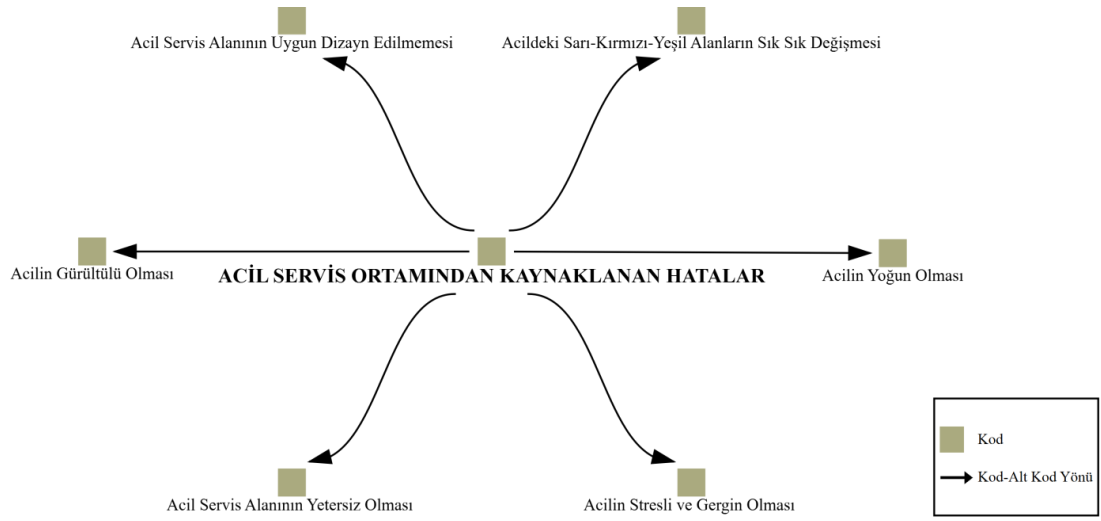 Acil Servis Alanının Uygun Dizayn Edilmemesi
Acildeki Sarı-Kırmızı-Yeşil Alanların Sık Sık Değişmesi
Acilin Gürültülü Olması
ACİL SERVİS ORTAMINDAN KAYNAKLANAN HATALAR
Acilin Yoğun Olması
Acil Servis Alanının Yetersiz Olması
Acilin Stresli ve Gergin Olması
Kod
Kod-Alt Kod Yönü